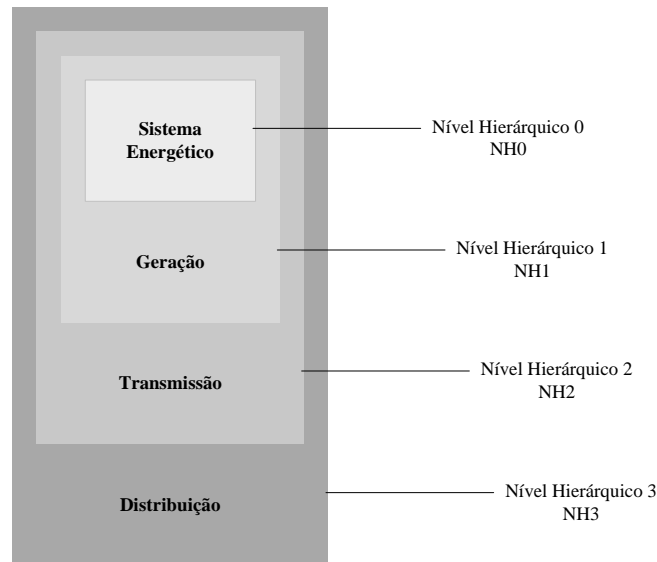 Sistema
Energético
Nível Hierárquico 0
NH0
Geração
Nível Hierárquico 1
NH1
Transmissão
Nível Hierárquico 2
NH2
Distribuição
Nível Hierárquico 3
NH3